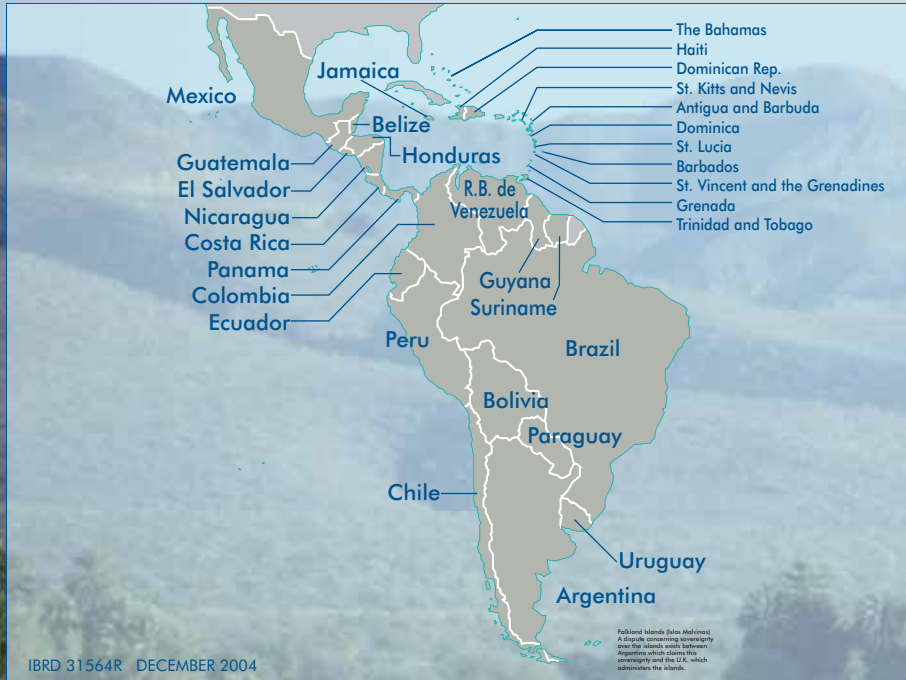 The Bahamas
Haiti
Dominican Rep.
St. Kitts and Nevis
Antigua and Barbuda
Dominica
St. Lucia
Barbados
St. Vincent and the Grenadines
Grenada
Trinidad and Tobago
Jamaica
Mexico
Belize
Honduras
Guatemala
El Salvador
Nicaragua
Costa Rica
Panama
Colombia
Ecuador
R.B. de
Venezuela
Guyana
Suriname
Peru
Brazil
Bolivia
Paraguay
Chile
Uruguay
Argentina
Falkland Islands (Islas Malvinas)
A dispute concerning sovereignty
over the islands exists between
Argentina which claims this
sovereignty and the U.K. which
administers the islands.
IBRD 31564R DECEMBER 2004